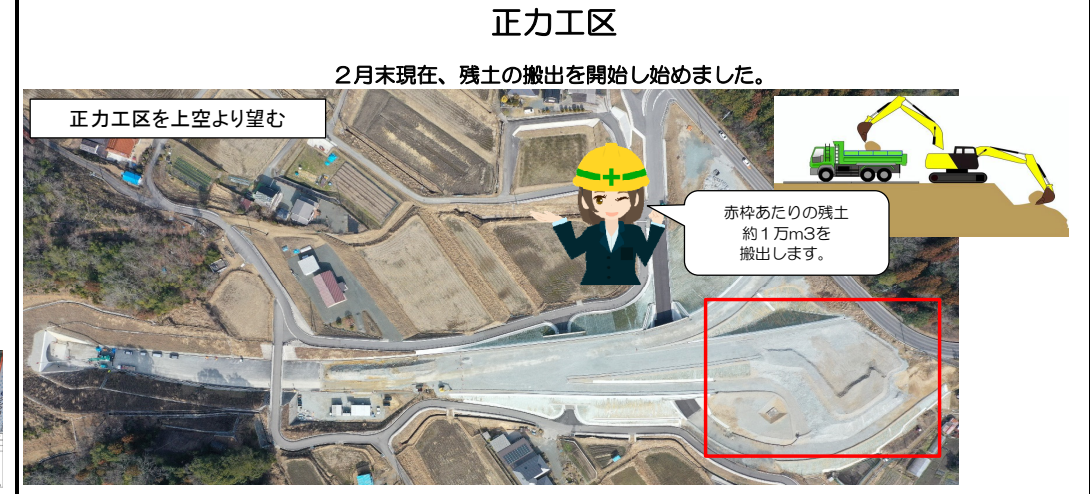 正力工区
２月末現在、残土の搬出を開始し始めました。
正力工区を上空より望む
赤枠あたりの残土
約１万m3を
搬出します。